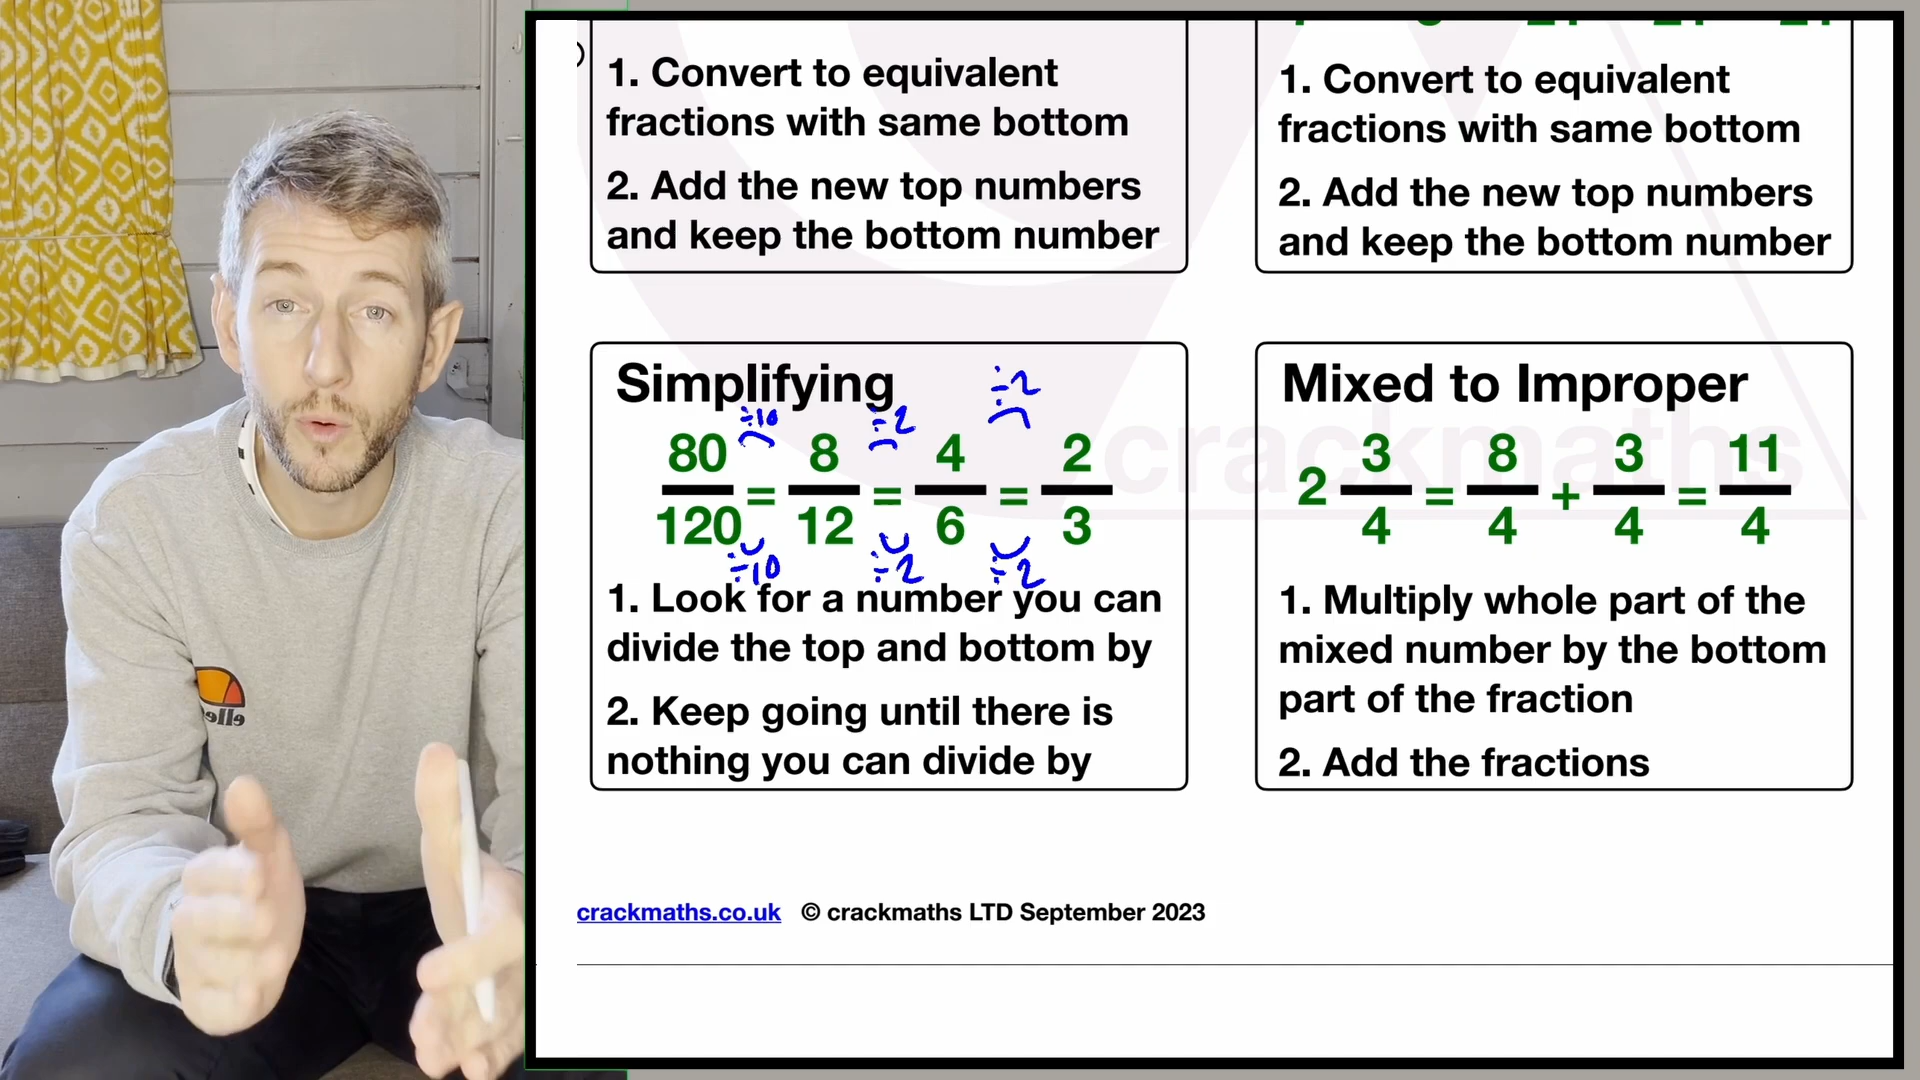 1. Convert to equivalent
fractions with same bottom
2. Add the new top numbers
and keep the bottom number
1. Convert to equivalent
fractions with same bottom
2. Add the new top numbers
and keep the bottom number
Simplifying
÷10 ÷2 ÷2
80/120 = 8/12 = 4/6 = 2/3
÷10 ÷2 ÷2
1. Look for a number you can
divide the top and bottom by
2. Keep going until there is
nothing you can divide by
Mixed to Improper
2 3/4 = 8/4 + 3/4 = 11/4
1. Multiply whole part of the
mixed number by the bottom
part of the fraction
2. Add the fractions
crackmaths
crackmaths.co.uk © crackmaths LTD September 2023
elle